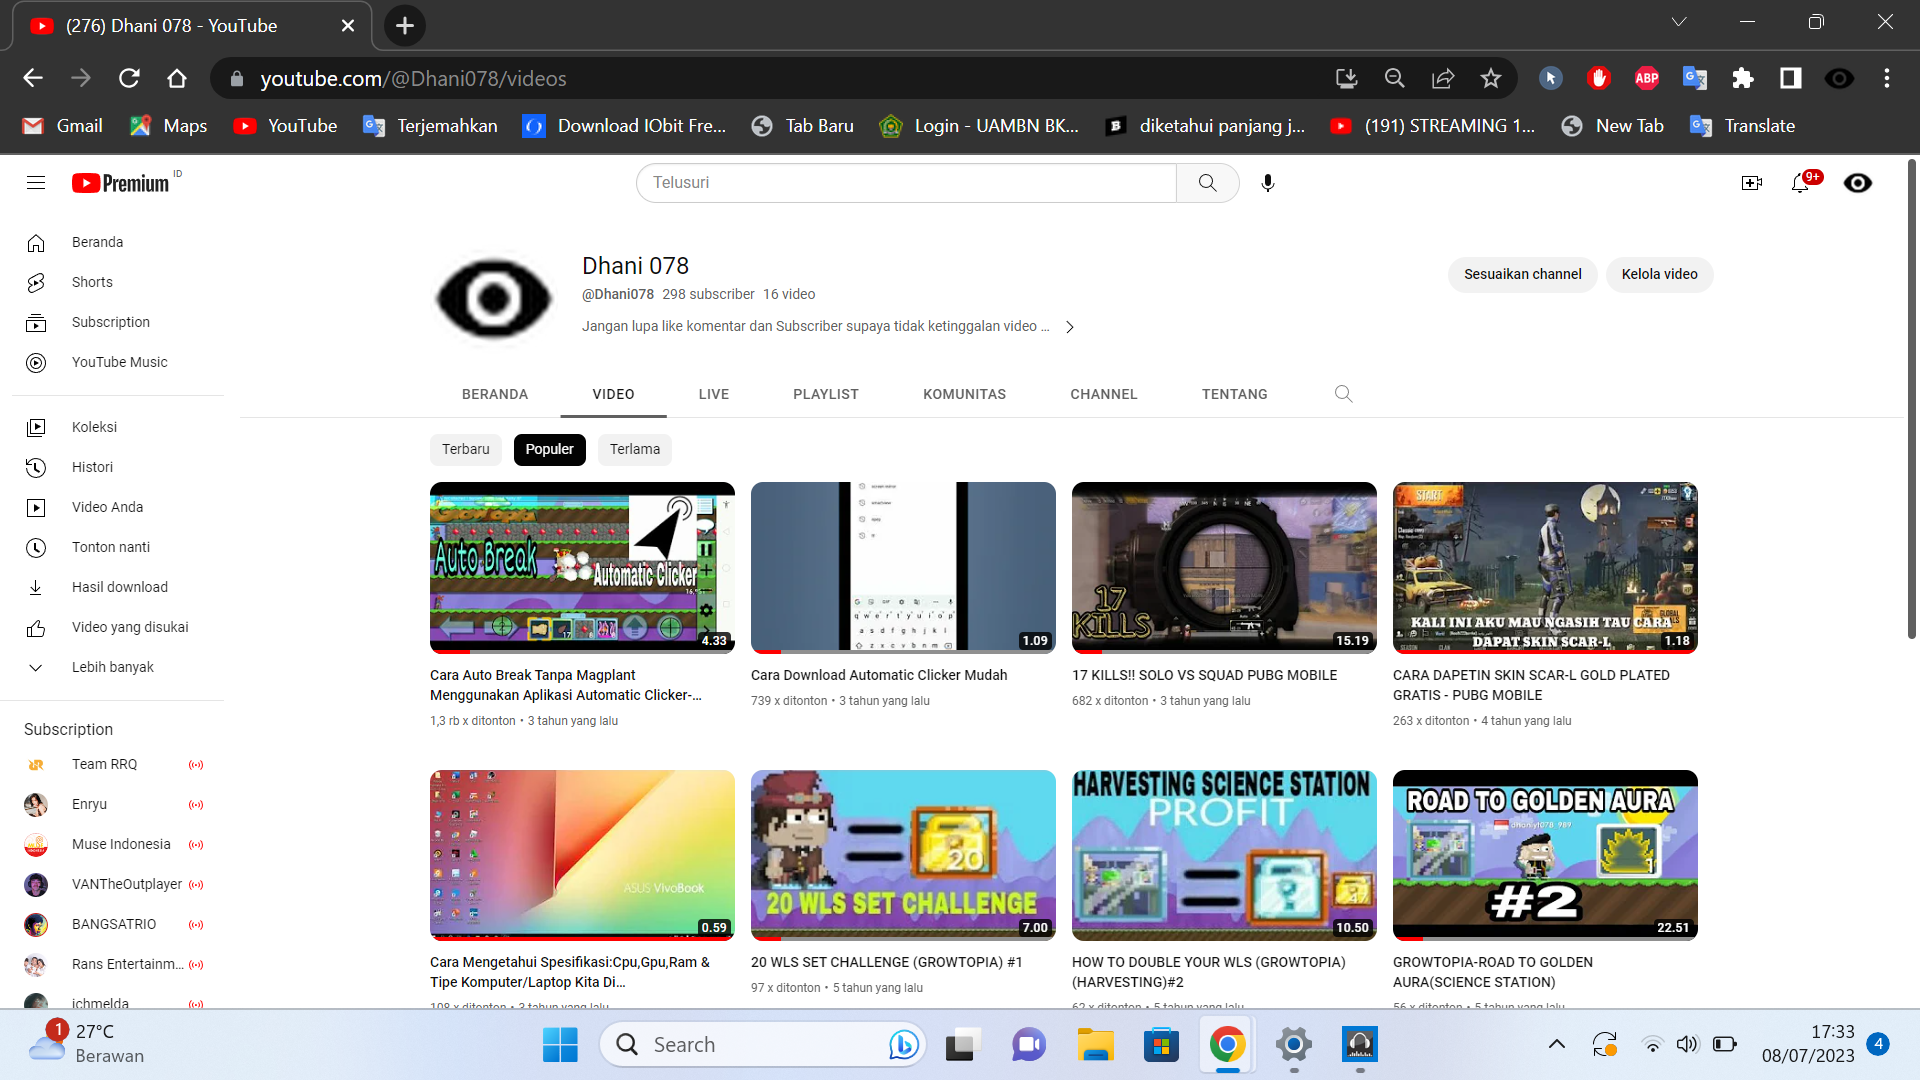 (276) Dhani 078 - YouTube
youtube.com/@Dhani078/videos
ABP
Gmail
Maps
YouTube
Terjemahkan
Download IObit Fre...
Tab Baru
Login - UAMBN BK...
diketahui panjang j...
(191) STREAMING 1...
New Tab
Translate
Premium ID
Telusuri
9+
Beranda
Shorts
Subscription
YouTube Music
Koleksi
Histori
Video Anda
Tonton nanti
Hasil download
Video yang disukai
Lebih banyak
Subscription
Team RRQ
Enryu
Muse Indonesia
VANTheOutplayer
BANGSATRIO
Rans Entertainm...
ichmelda
Dhani 078
@Dhani078 298 subscriber 16 video
Jangan lupa like komentar dan Subscriber supaya tidak ketinggalan video ...
Sesuaikan channel
Kelola video
BERANDA
VIDEO
LIVE
PLAYLIST
KOMUNITAS
CHANNEL
TENTANG
Terbaru
Populer
Terlama
Auto Break
Automatic Clicker
4.33
Cara Auto Break Tanpa Magplant
Menggunakan Aplikasi Automatic Clicker-...
1,3 rb x ditonton • 3 tahun yang lalu
1.09
Cara Download Automatic Clicker Mudah
739 x ditonton • 3 tahun yang lalu
17
KILLS
15.19
17 KILLS!! SOLO VS SQUAD PUBG MOBILE
682 x ditonton • 3 tahun yang lalu
START
KALI INI AKU MAU NGASIH TAU CARA
DAPAT SKIN SCAR-L
1.18
CARA DAPETIN SKIN SCAR-L GOLD PLATED
GRATIS - PUBG MOBILE
263 x ditonton • 4 tahun yang lalu
ASUS VivoBook
0.59
Cara Mengetahui Spesifikasi:Cpu,Gpu,Ram &
Tipe Komputer/Laptop Kita Di...
108 x ditonton • 3 tahun yang lalu
20
20 WLS SET CHALLENGE
7.00
20 WLS SET CHALLENGE (GROWTOPIA) #1
97 x ditonton • 5 tahun yang lalu
HARVESTING SCIENCE STATION
PROFIT
10.50
HOW TO DOUBLE YOUR WLS (GROWTOPIA)
(HARVESTING)#2
62 x ditonton • 5 tahun yang lalu
ROAD TO GOLDEN AURA
#2
22.51
GROWTOPIA-ROAD TO GOLDEN
AURA(SCIENCE STATION)
56 x ditonton • 5 tahun yang lalu
1
27°C
Berawan
Search
17:33
08/07/2023
4